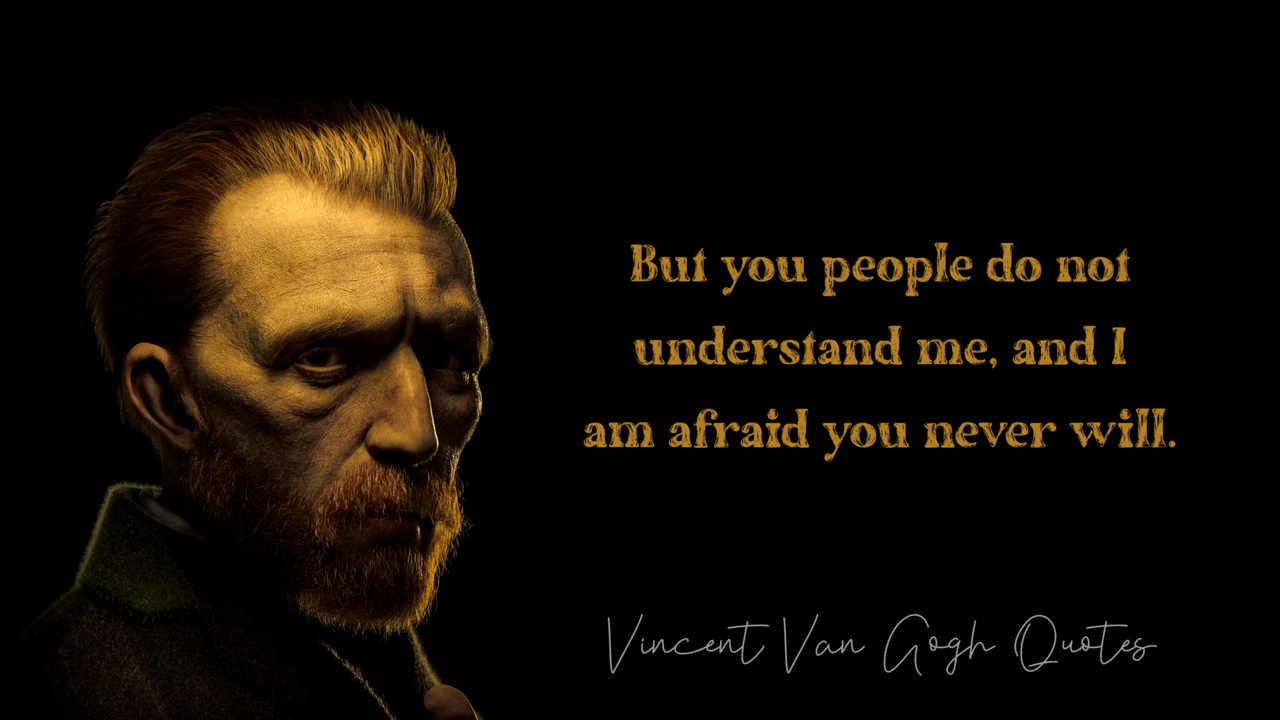 But you people do not
understand me, and I
am afraid you never will.
Vincent Van Gogh Quotes